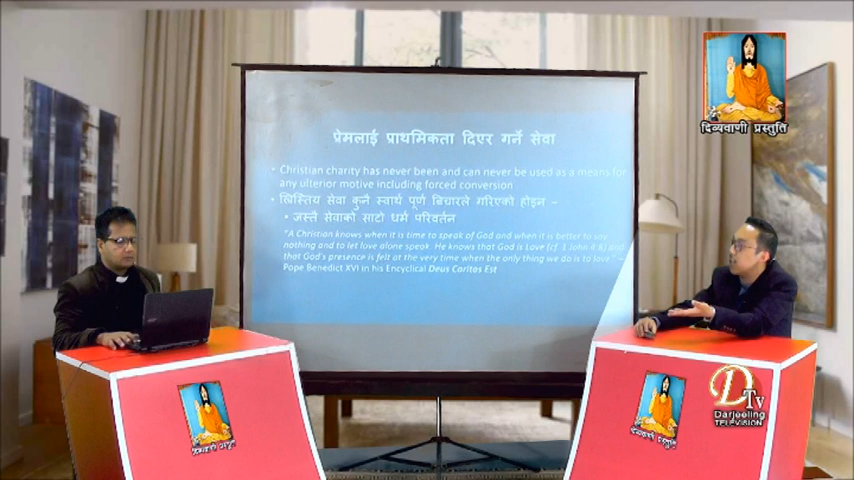 दिव्यवाणी प्रस्तुति
प्रेमलाई प्राथमिकता दिएर गर्ने सेवा
• Christian charity has never been and can never be used as a means for
any ulterior motive including forced conversion
• ख्रिस्तिय सेवा कुनै स्वार्थ पूर्ण बिचारले गरिएको होइन –
• जस्तै सेवाको साटो धर्म परिवर्तन
"A Christian knows when it is time to speak of God and when it is better to say
nothing and to let love alone speak. He knows that God is Love (cf. 1 John 4:8) and
that God's presence is felt at the very time when the only thing we do is to love." –
Pope Benedict XVI in his Encyclical Deus Caritas Est
दिव्यवाणी प्रस्तुति
दिव्यवाणी प्रस्तुति
DTv
Darjeeling
TELEVISION